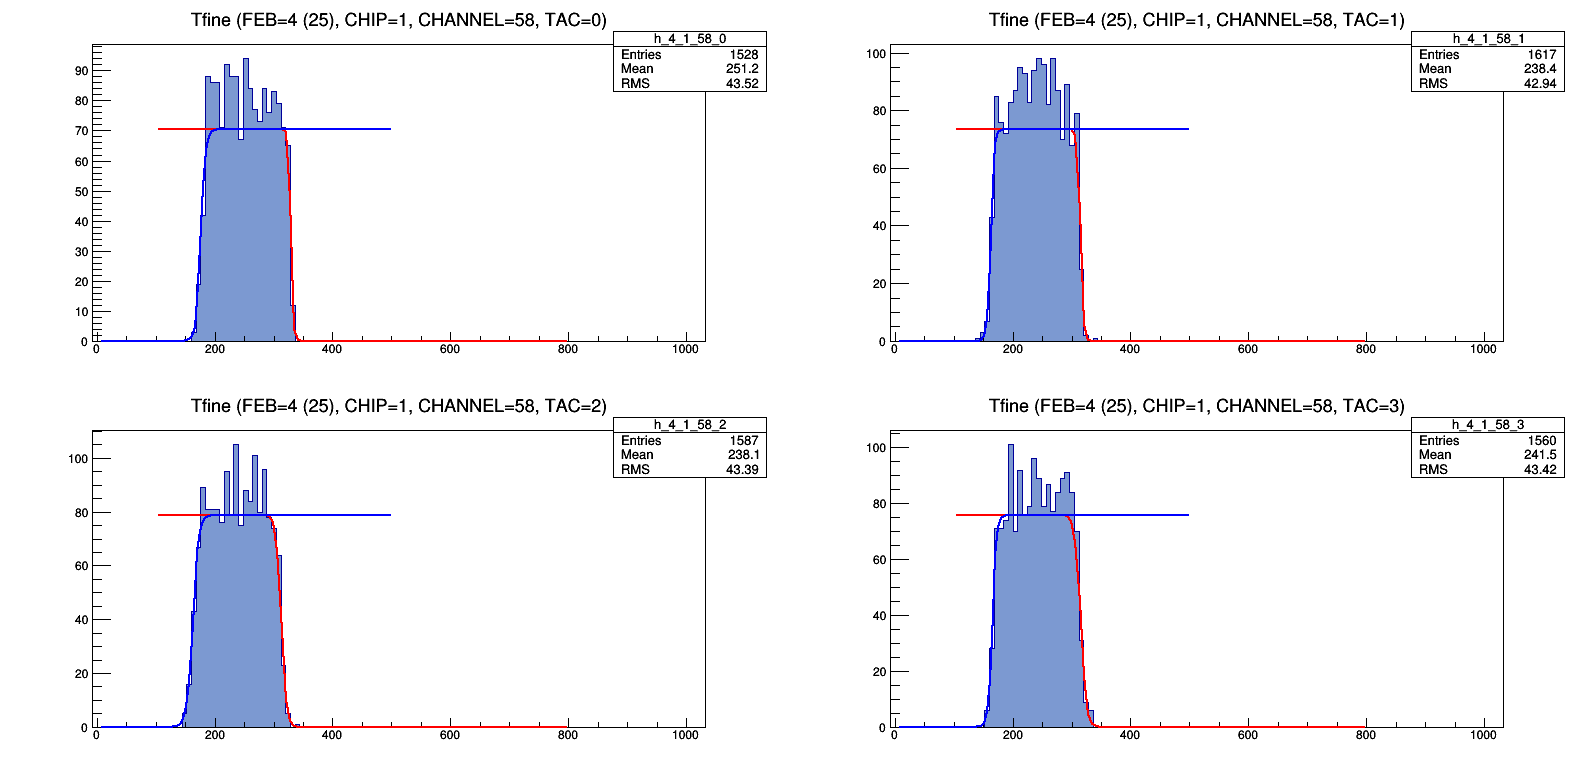 Tfine (FEB=4 (25), CHIP=1, CHANNEL=58, TAC=0)
h_4_1_58_0
Entries 1528
Mean 251.2
RMS 43.52
90
80
70
60
50
40
30
20
10
0
0 200 400 600 800 1000
Tfine (FEB=4 (25), CHIP=1, CHANNEL=58, TAC=1)
h_4_1_58_1
Entries 1617
Mean 238.4
RMS 42.94
100
80
60
40
20
0
0 200 400 600 800 1000
Tfine (FEB=4 (25), CHIP=1, CHANNEL=58, TAC=2)
h_4_1_58_2
Entries 1587
Mean 238.1
RMS 43.39
100
80
60
40
20
0
0 200 400 600 800 1000
Tfine (FEB=4 (25), CHIP=1, CHANNEL=58, TAC=3)
h_4_1_58_3
Entries 1560
Mean 241.5
RMS 43.42
100
80
60
40
20
0
0 200 400 600 800 1000